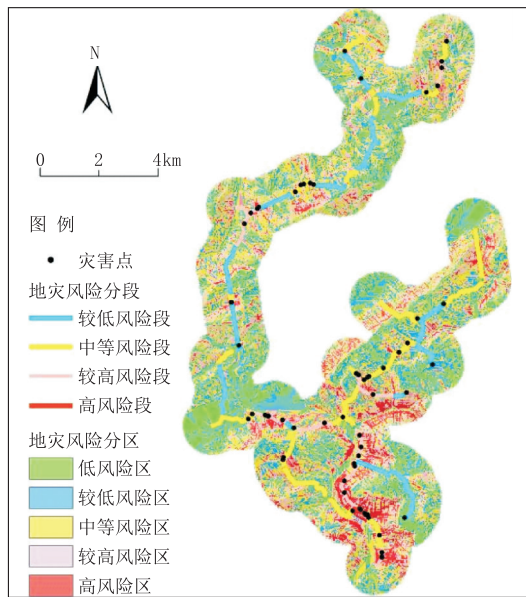 N
0 2 4km
图 例
灾害点
地灾风险分段
较低风险段
中等风险段
较高风险段
高风险段
地灾风险分区
低风险区
较低风险区
中等风险区
较高风险区
高风险区